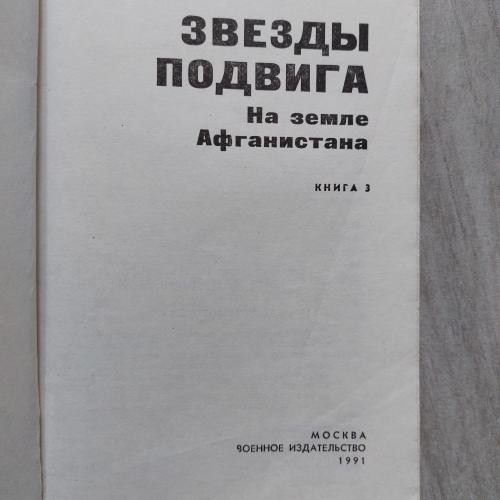 ЗВЕЗДЫ
ПОДВИГА
На земле
Афганистана
КНИГА 3
МОСКВА
ВОЕННОЕ ИЗДАТЕЛЬСТВО
1991